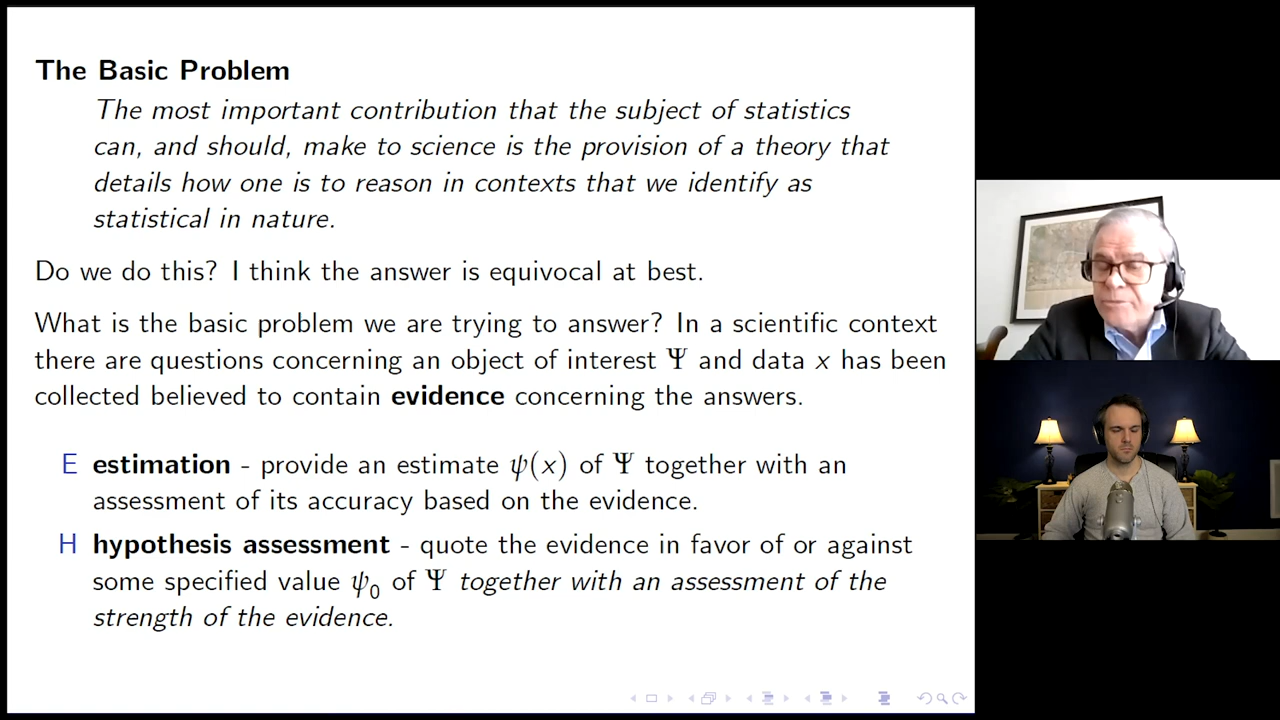 The Basic Problem
The most important contribution that the subject of statistics
can, and should, make to science is the provision of a theory that
details how one is to reason in contexts that we identify as
statistical in nature.
Do we do this? I think the answer is equivocal at best.
What is the basic problem we are trying to answer? In a scientific context
there are questions concerning an object of interest Ψ and data x has been
collected believed to contain evidence concerning the answers.
E estimation - provide an estimate ψ(x) of Ψ together with an
assessment of its accuracy based on the evidence.
H hypothesis assessment - quote the evidence in favor of or against
some specified value ψ₀ of Ψ together with an assessment of the
strength of the evidence.